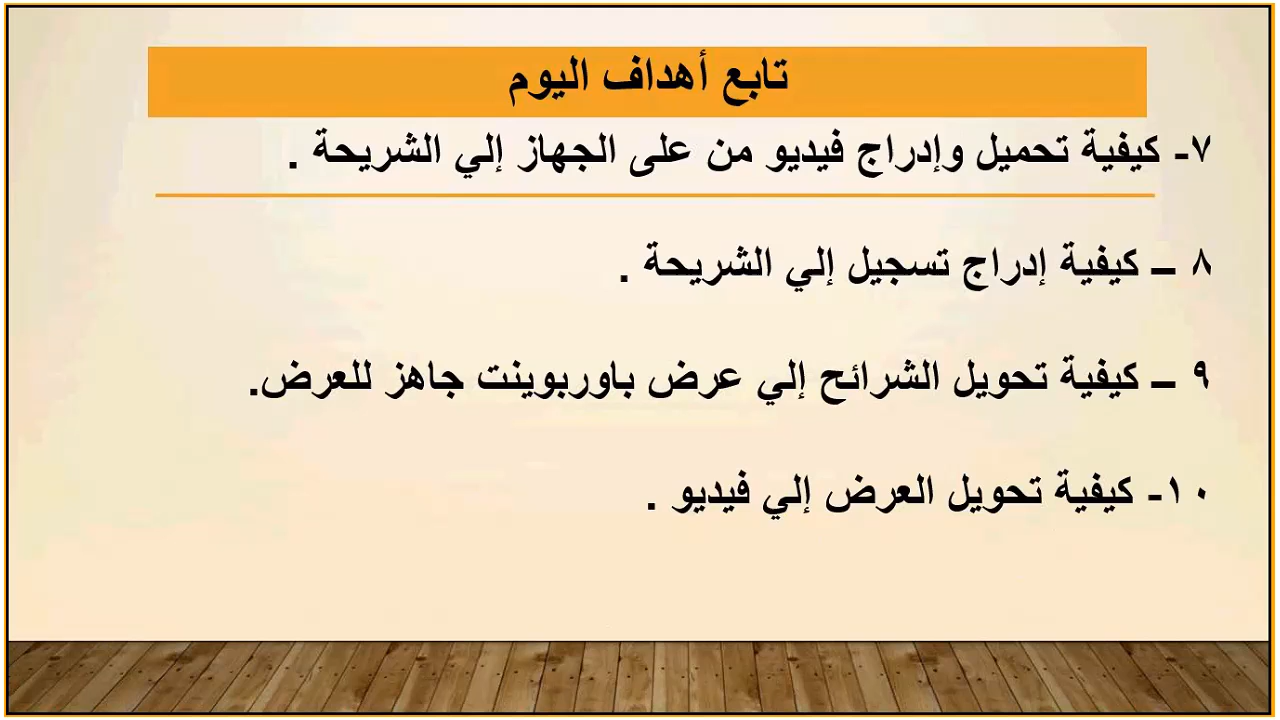 تابع أهداف اليوم
٧- كيفية تحميل وإدراج فيديو من على الجهاز إلي الشريحة .
٨ – كيفية إدراج تسجيل إلي الشريحة .
٩ – كيفية تحويل الشرائح إلي عرض باوربوينت جاهز للعرض.
١٠- كيفية تحويل العرض إلي فيديو .